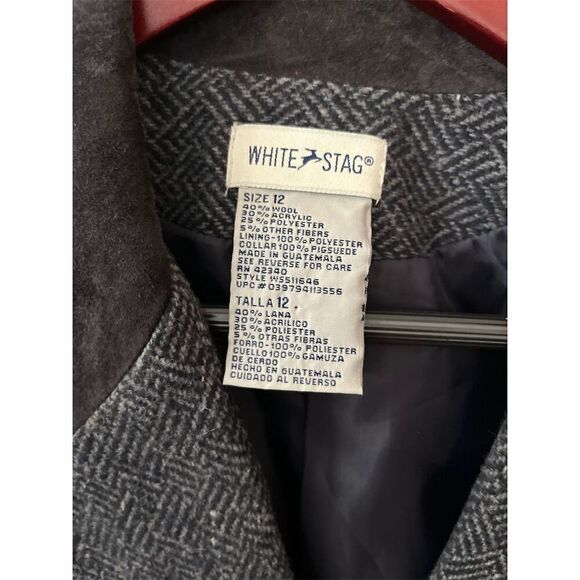 WHITE STAG®
SIZE 12
40% WOOL
30% ACRYLIC
25% POLYESTER
5% OTHER FIBERS
LINING-100% POLYESTER
COLLAR 100% PIGSUEDE
MADE IN GUATEMALA
SEE REVERSE FOR CARE
RN 42340
STYLE WS511646
UPC# 039794113556
TALLA 12
40% LANA
30% ACRILICO
25% POLIESTER
5% OTRAS FIBRAS
FORRO-100% POLIESTER
CUELLO 100% GAMUZA
DE CERDO
HECHO EN GUATEMALA
CUIDADO AL REVERSO